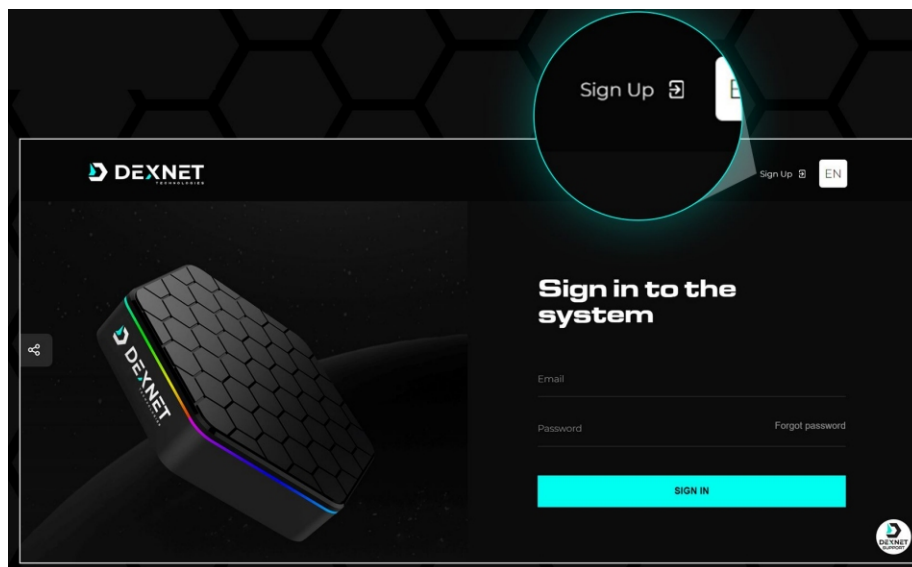 Sign Up
DEXNET
TECHNOLOGIES
Sign Up
EN
Sign in to the
system
DEXNET
Email
Password
Forgot password
SIGN IN
DEXNET
SUPPORT